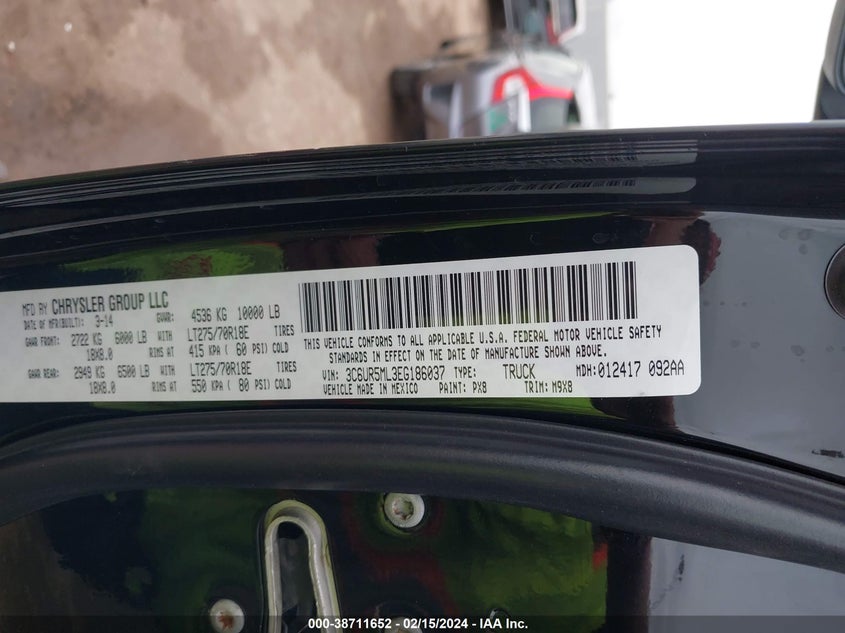 MFD BY CHRYSLER GROUP LLC
DATE OF MFR(BUILT): 3-14 GVWR: 4536 KG 10000 LB
GAWR FRONT: 2722 KG 6000 LB WITH LT275/70R18E TIRES
18X8.0 RIMS AT 415 KPA ( 60 PSI) COLD
GAWR REAR: 2949 KG 6500 LB WITH LT275/70R18E TIRES
18X8.0 RIMS AT 550 KPA ( 80 PSI) COLD
THIS VEHICLE CONFORMS TO ALL APPLICABLE U.S.A. FEDERAL MOTOR VEHICLE SAFETY
STANDARDS IN EFFECT ON THE DATE OF MANUFACTURE SHOWN ABOVE.
VIN: 3C6UR5ML3EG186037 TYPE: TRUCK MDH: 012417 092AA
VEHICLE MADE IN MEXICO PAINT: PX8 TRIM: M9X8
000-38711652 - 02/15/2024 - IAA Inc.